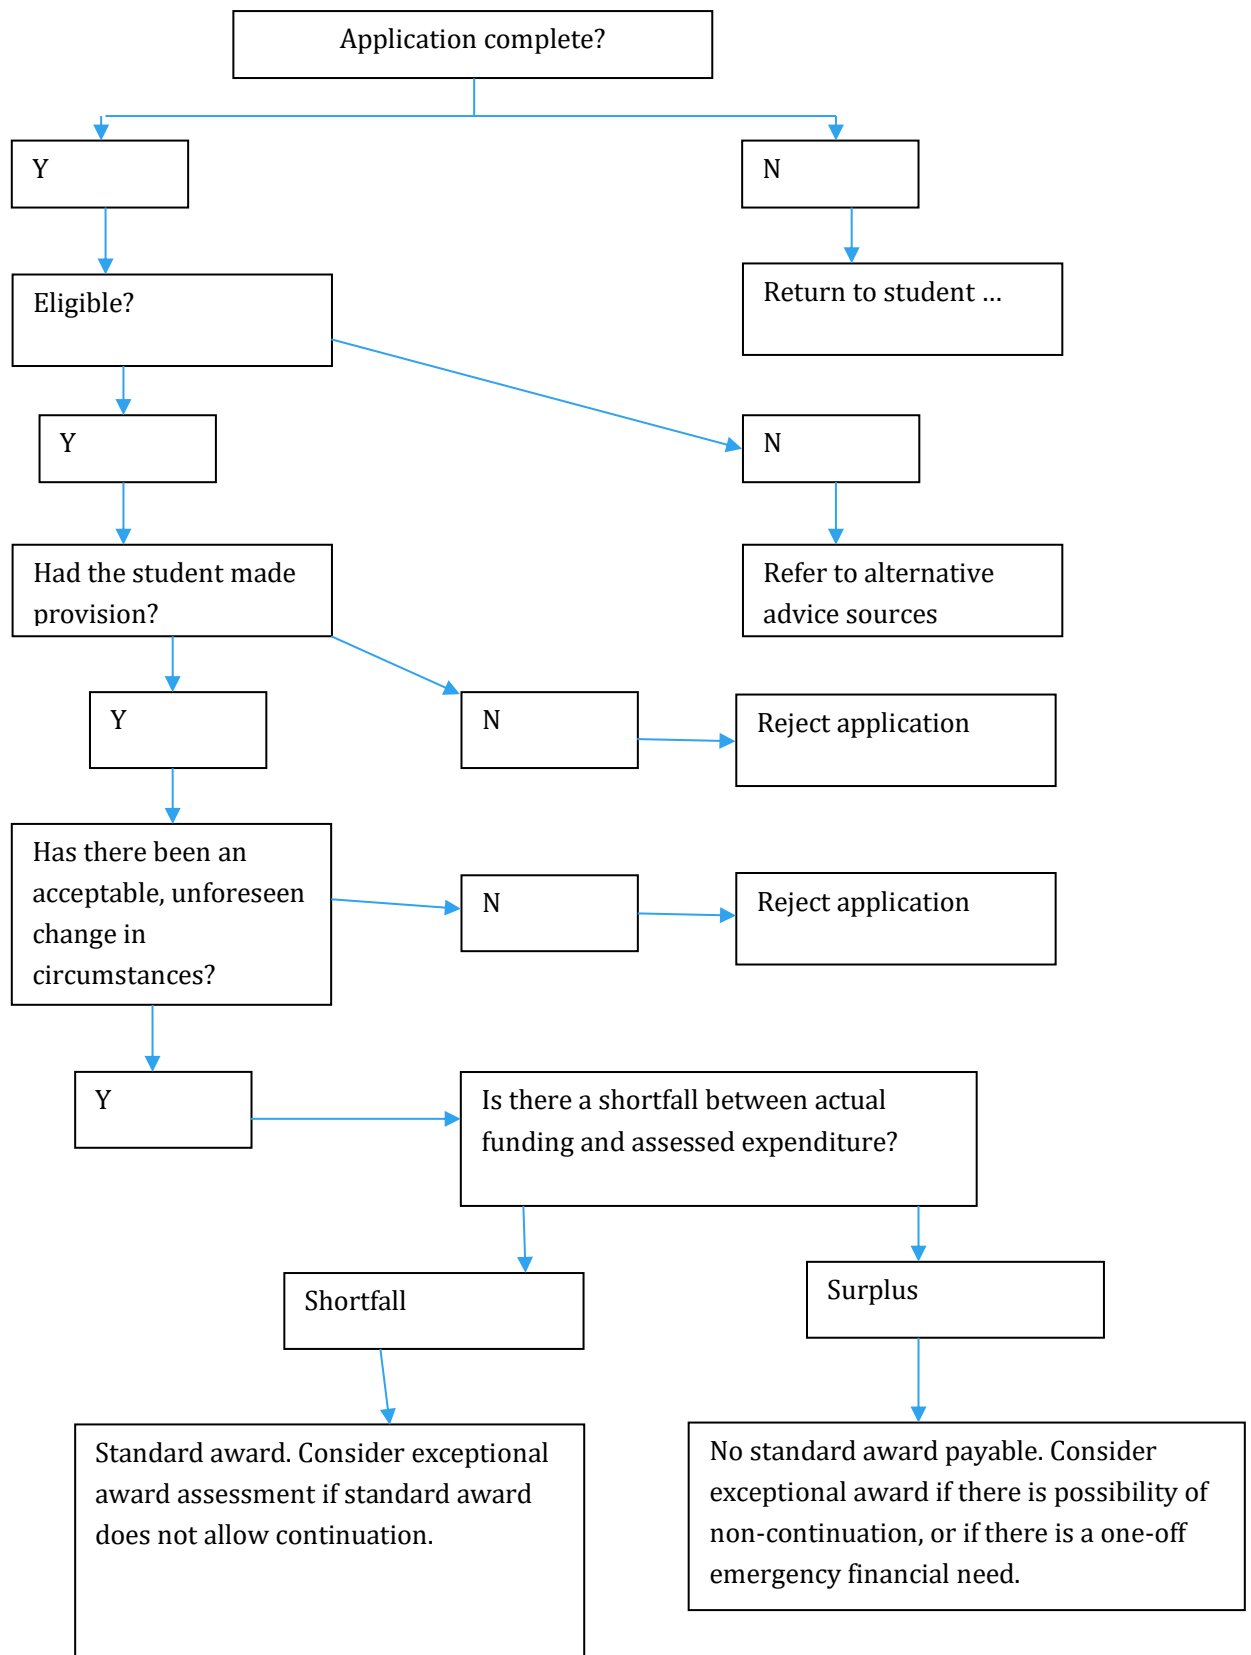 Application complete?
Y
N
Eligible?
Return to student ...
Y
N
Had the student made
provision?
Refer to alternative
advice sources
Y
N
Reject application
Has there been an
acceptable, unforeseen
change in
circumstances?
N
Reject application
Y
Is there a shortfall between actual
funding and assessed expenditure?
Shortfall
Surplus
Standard award. Consider exceptional
award assessment if standard award
does not allow continuation.
No standard award payable. Consider
exceptional award if there is possibility of
non-continuation, or if there is a one-off
emergency financial need.